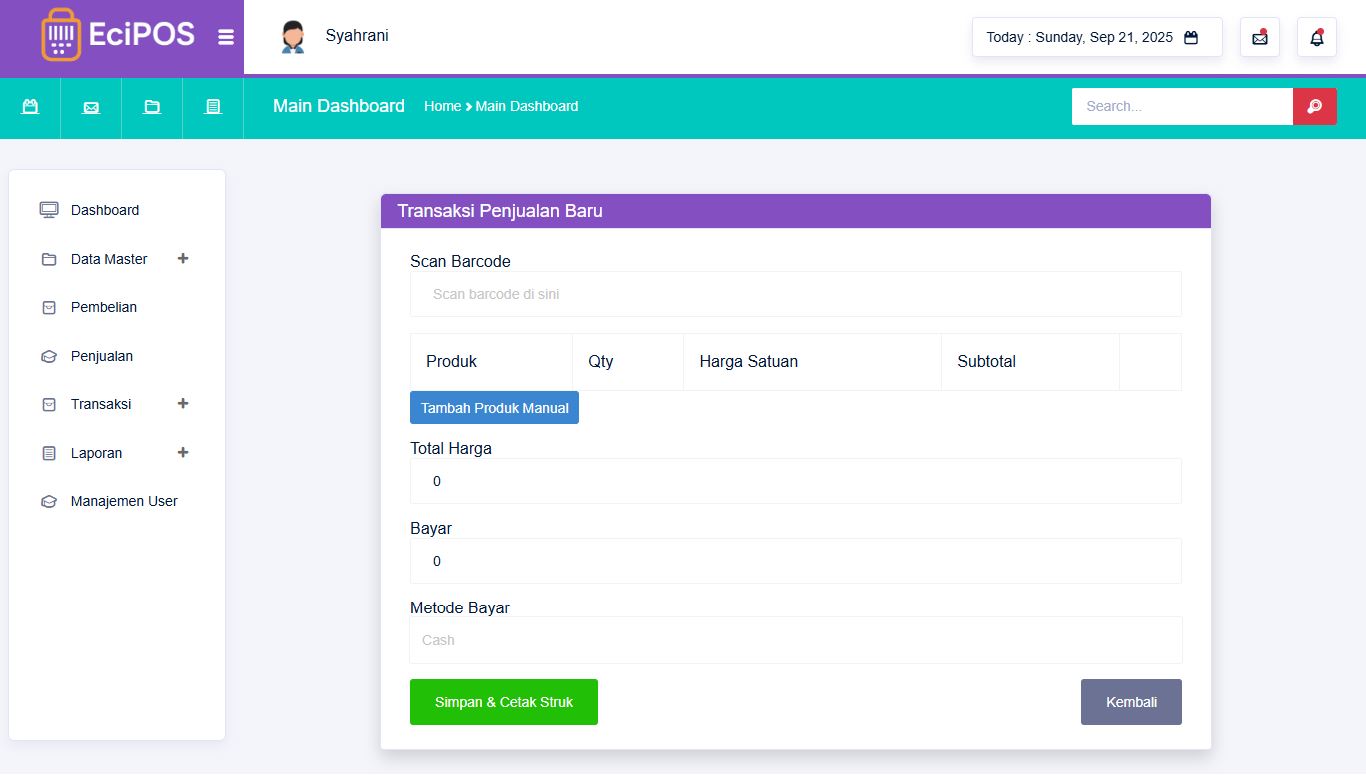 EciPOS
Syahrani
Today : Sunday, Sep 21, 2025
Main Dashboard
Home
Main Dashboard
Search...
Dashboard
Data Master
Pembelian
Penjualan
Transaksi
Laporan
Manajemen User
Transaksi Penjualan Baru
Scan Barcode
Scan barcode di sini
Produk Qty Harga Satuan Subtotal
Tambah Produk Manual
Total Harga
0
Bayar
0
Metode Bayar
Cash
Simpan & Cetak Struk
Kembali